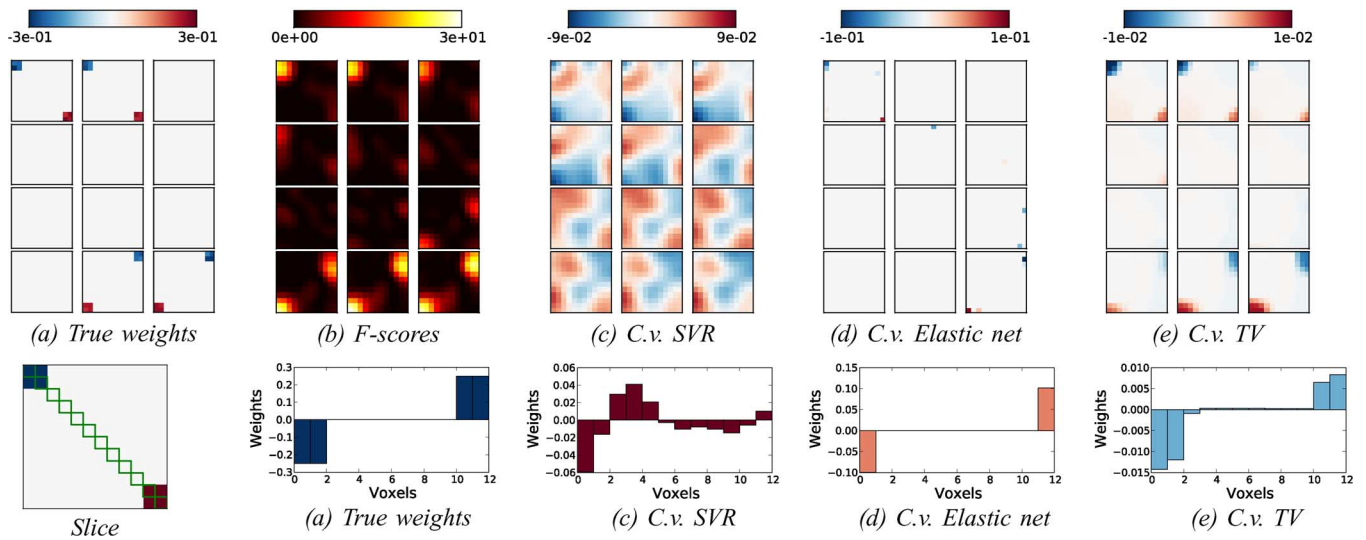 -3e-01 3e-01
0e+00 3e+01
-9e-02 9e-02
-1e-01 1e-01
-1e-02 1e-02
(a) True weights
(b) F-scores
(c) C.v. SVR
(d) C.v. Elastic net
(e) C.v. TV
Slice
0.3
0.2
0.1
0.0
−0.1
−0.2
−0.3
Weights
0 2 4 6 8 10 12
Voxels
(a) True weights
0.06
0.04
0.02
0.00
−0.02
−0.04
−0.06
Weights
0 2 4 6 8 10 12
Voxels
(c) C.v. SVR
0.15
0.10
0.05
0.00
−0.05
−0.10
Weights
0 2 4 6 8 10 12
Voxels
(d) C.v. Elastic net
0.010
0.005
0.000
−0.005
−0.010
−0.015
Weights
0 2 4 6 8 10 12
Voxels
(e) C.v. TV